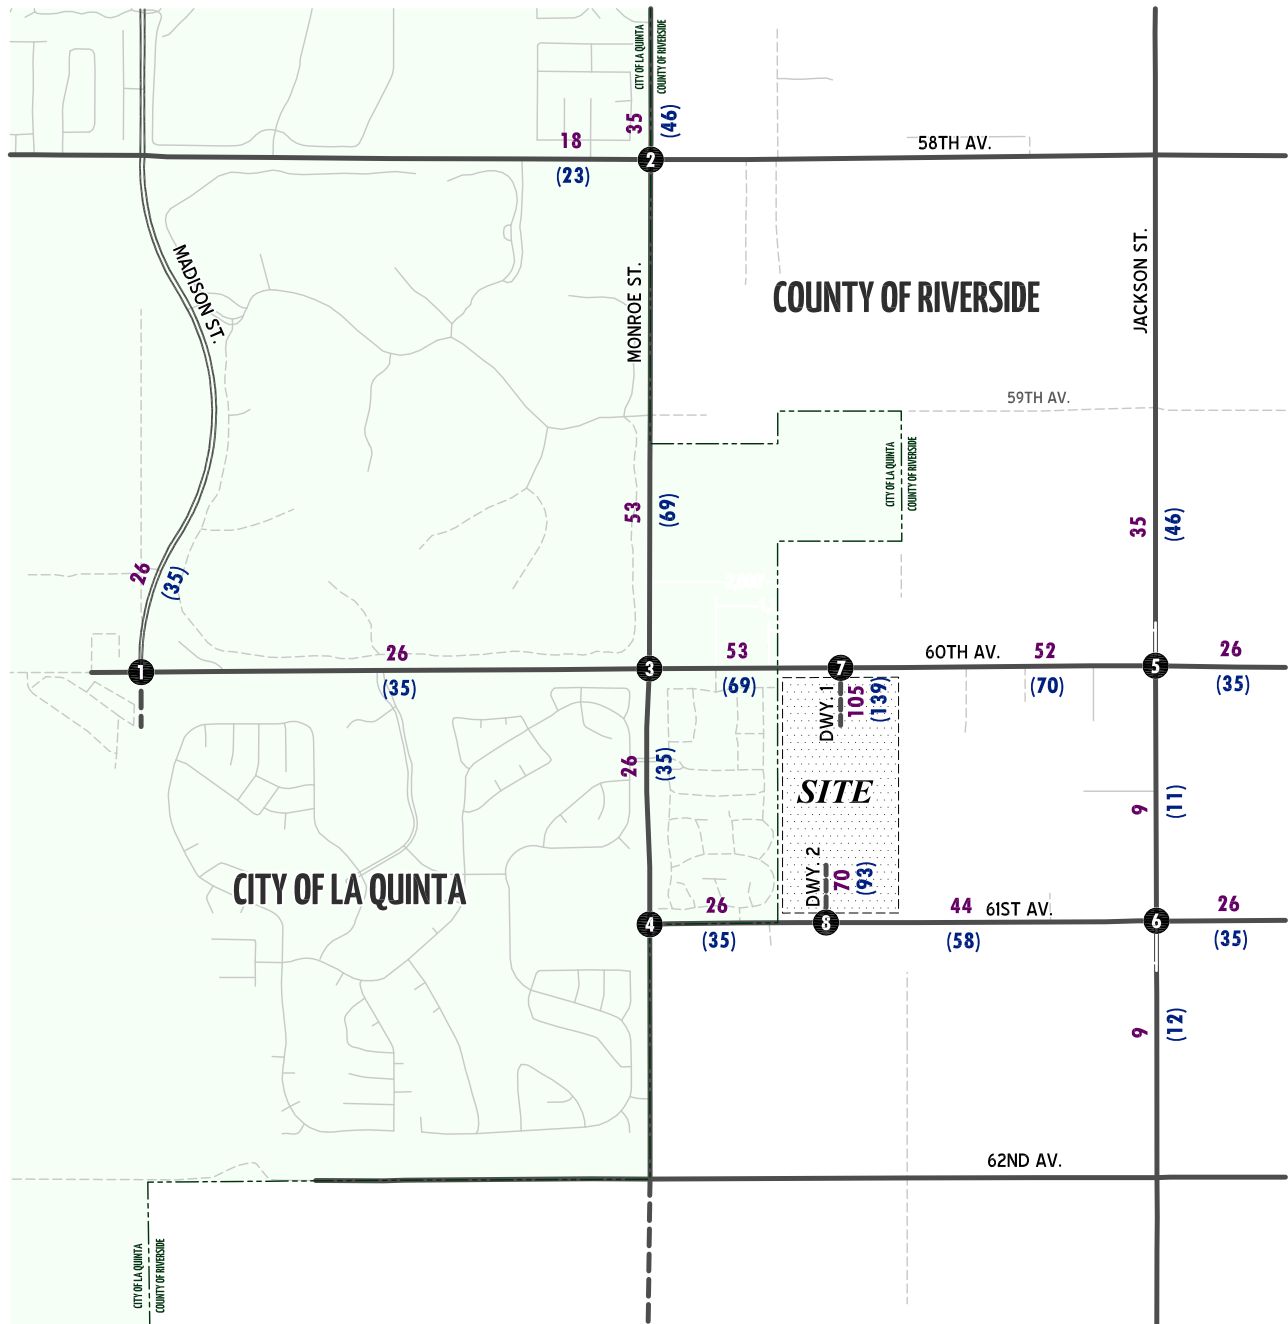 CITY OF LA QUINTA
COUNTY OF RIVERSIDE
35
(46)
18
(23)
2
58TH AV.
MADISON ST.
MONROE ST.
JACKSON ST.
COUNTY OF RIVERSIDE
59TH AV.
CITY OF LA QUINTA
COUNTY OF RIVERSIDE
53
(69)
35
(46)
26
(35)
1
26
(35)
3
53
(69)
7
60TH AV.
52
(70)
5
26
(35)
DWY. 1
105
(139)
26
(35)
SITE
9
(11)
CITY OF LA QUINTA
DWY. 2
70
(93)
4
26
(35)
8
44
(58)
61ST AV.
6
26
(35)
9
(12)
62ND AV.
CITY OF LA QUINTA
COUNTY OF RIVERSIDE